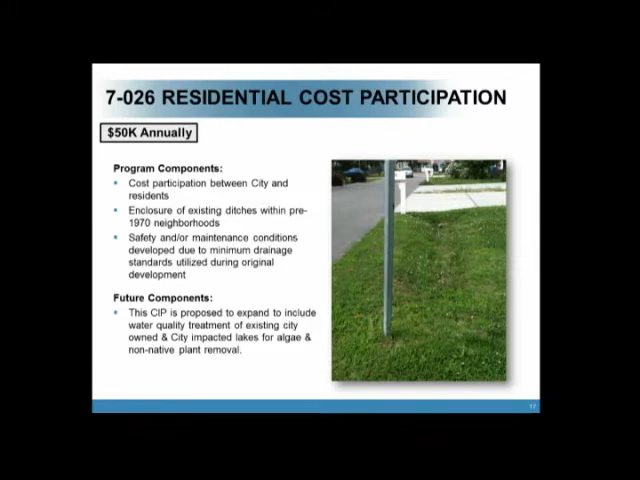 7-026 RESIDENTIAL COST PARTICIPATION
$50K Annually
Program Components:
Cost participation between City and
residents
Enclosure of existing ditches within pre-
1970 neighborhoods
Safety and/or maintenance conditions
developed due to minimum drainage
standards utilized during original
development
Future Components:
This CIP is proposed to expand to include
water quality treatment of existing city
owned & City impacted lakes for algae &
non-native plant removal.